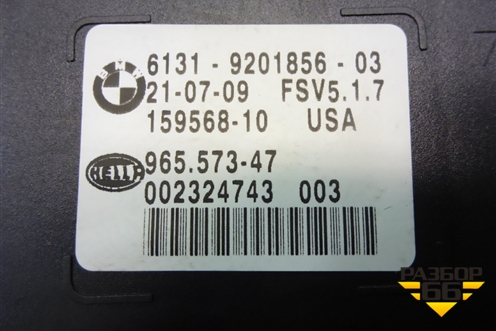 BMW
6131 - 9201856 - 03
21-07-09 FSV5.1.7
159568-10 USA
HELLA
965.573-47
002324743 003
РАЗБОР
66